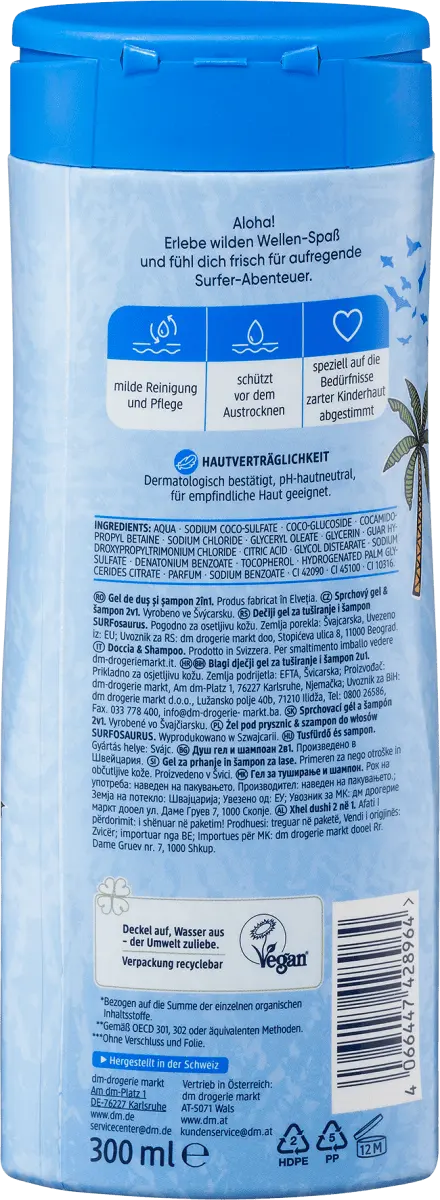 Aloha!
Erlebe wilden Wellen-Spaß
und fühl dich frisch für aufregende
Surfer-Abenteuer.
milde Reinigung
und Pflege
schützt
vor dem
Austrocknen
speziell auf die
Bedürfnisse
zarter Kinderhaut
abgestimmt
HAUTVERTRÄGLICHKEIT
Dermatologisch bestätigt, pH-hautneutral,
für empfindliche Haut geeignet.
INGREDIENTS: AQUA · SODIUM COCO-SULFATE · COCO-GLUCOSIDE · COCAMIDO-
PROPYL BETAINE · SODIUM CHLORIDE · GLYCERYL OLEATE · GLYCERIN · GUAR HY-
DROXYPROPYLTRIMONIUM CHLORIDE · CITRIC ACID · GLYCOL DISTEARATE · SODIUM
SULFATE · DENATONIUM BENZOATE · TOCOPHEROL · HYDROGENATED PALM GLY-
CERIDES CITRATE · PARFUM · SODIUM BENZOATE · CI 42090 · CI 45100 · CI 10316.
RO Gel de duș și șampon 2în1. Produs fabricat în Elveția. CZ Sprchový gel &
šampon 2v1. Vyrobeno ve Švýcarsku. RS Dečiji gel za tuširanje i šampon
SURFosaurus. Pogodno za osetljivu kožu. Zemlja porekla: Švajcarska, Uvezeno
iz: EU; Uvoznik za RS: dm drogerie markt doo, Stopićeva ulica 8, 11000 Beograd.
IT Doccia & Shampoo. Prodotto in Svizzera. Per smaltimento imballo vedere
dm-drogeriemarkt.it. HR BIH Blagi dječji gel za tuširanje i šampon 2u1.
Prikladno za osjetljivu kožu. Zemlja podrijetla: EFTA, Švicarska; Proizvođač:
dm drogerie markt, Am dm-Platz 1, 76227 Karlsruhe, Njemačka; Uvoznik za BiH:
dm drogerie markt d.o.o., Lužansko polje 40b, 71210 Ilidža, Tel: 0800 26586,
Fax. 033 778 400, info@dm-drogerie- markt.ba. SK Sprchovací gél a šampón
2v1. Vyrobené vo Švajčiarsku. PL Żel pod prysznic & szampon do włosów
SURFOSAURUS. Wyprodukowano w Szwajcarii. HU Tusfürdő és sampon.
Gyártás helye: Svájc. BG Душ гел и шампоан 2в1. Произведено в
Швейцария. SI Gel za prhanje in šampon za lase. Primeren za nego otroške in
občutljive kože. Proizvedeno v Švici. MK Гел за туширање и шампон. Рок на
употреба: наведен на пакувањето. Производител: наведен на пакувањето.;
Земја на потекло: Швајцарија; Увезено од: ЕУ; Увозник за МК: дм дрогерие
маркт дооел ул. Даме Груев 7, 1000 Скопје. AL Xhel dushi 2 në 1. Afati i
përdorimit: i shënuar në paketim! Prodhuesi: treguar në paketë, Vendi i origjinës:
Zvicër; importuar nga BE; Importues për MK: dm drogerie markt dooel Rr.
Dame Gruev nr. 7, 1000 Shkup.
Deckel auf, Wasser aus
- der Umwelt zuliebe.
Verpackung recyclebar
Vegan
*Bezogen auf die Summe der einzelnen organischen
Inhaltsstoffe.
**Gemäß OECD 301, 302 oder äquivalenten Methoden.
***Ohne Verschluss und Folie.
Hergestellt in der Schweiz
dm-drogerie markt
Am dm-Platz 1
DE-76227 Karlsruhe
www.dm.de
servicecenter@dm.de
Vertrieb in Österreich:
dm drogerie markt
AT-5071 Wals
www.dm.at
kundenservice@dm.at
300 ml ℮
2
HDPE
5
PP
12 M
4 066447 428964 >